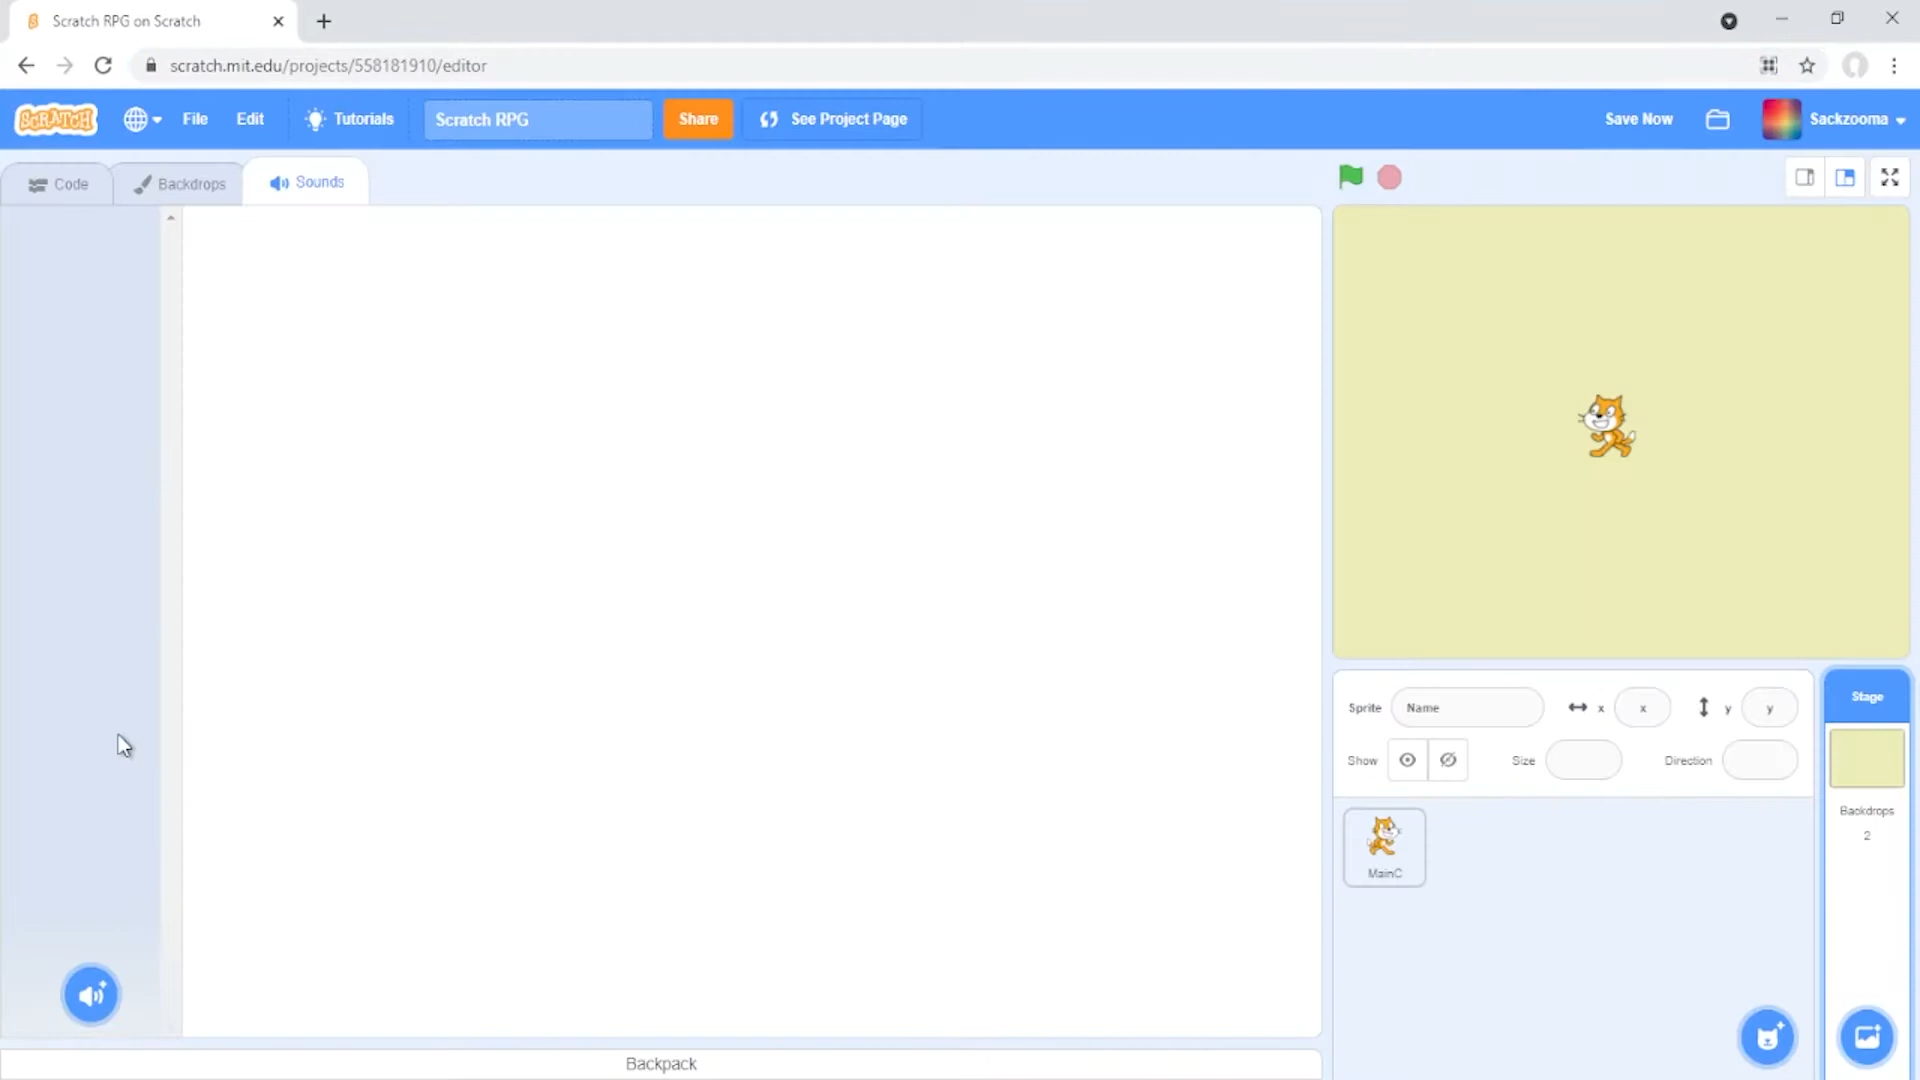 Scratch RPG on Scratch
scratch.mit.edu/projects/558181910/editor
SCRATCH
File
Edit
Tutorials
Scratch RPG
Share
See Project Page
Save Now
Sackzooma
Code
Backdrops
Sounds
Sprite
Name
x
x
y
y
Show
Size
Direction
Stage
Backdrops
2
MainC
Backpack